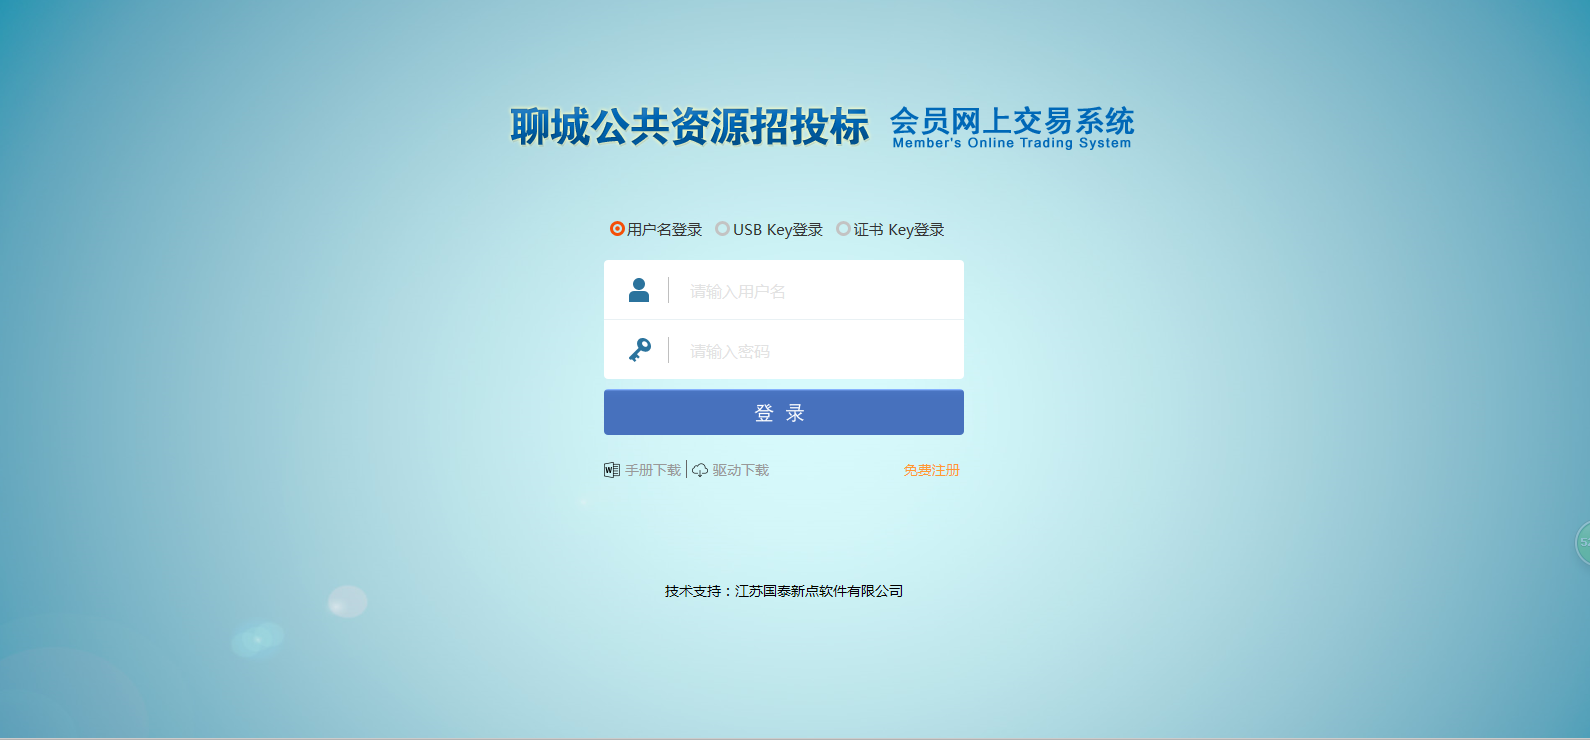 聊城公共资源招投标 会员网上交易系统
Member's Online Trading System
用户名登录 USB Key登录 证书 Key登录
请输入用户名
请输入密码
登 录
手册下载 驱动下载 免费注册
技术支持：江苏国泰新点软件有限公司